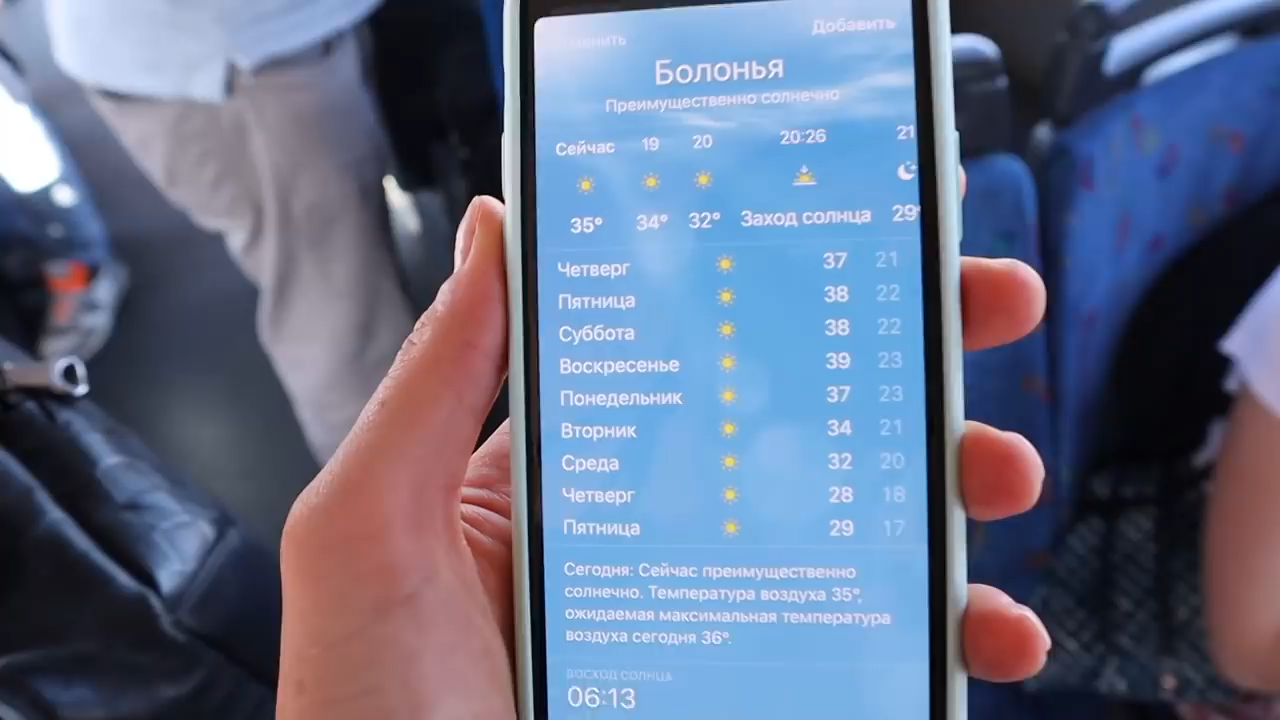 Добавить
Болонья
Преимущественно солнечно
Сейчас 19 20 20:26 21
35° 34° 32° Заход солнца 29°
Четверг 37 21
Пятница 38 22
Суббота 38 22
Воскресенье 39 23
Понедельник 37 23
Вторник 34 21
Среда 32 20
Четверг 28 18
Пятница 29 17
Сегодня: Сейчас преимущественно
солнечно. Температура воздуха 35°,
ожидаемая максимальная температура
воздуха сегодня 36°.
ВОСХОД СОЛНЦА
06:13